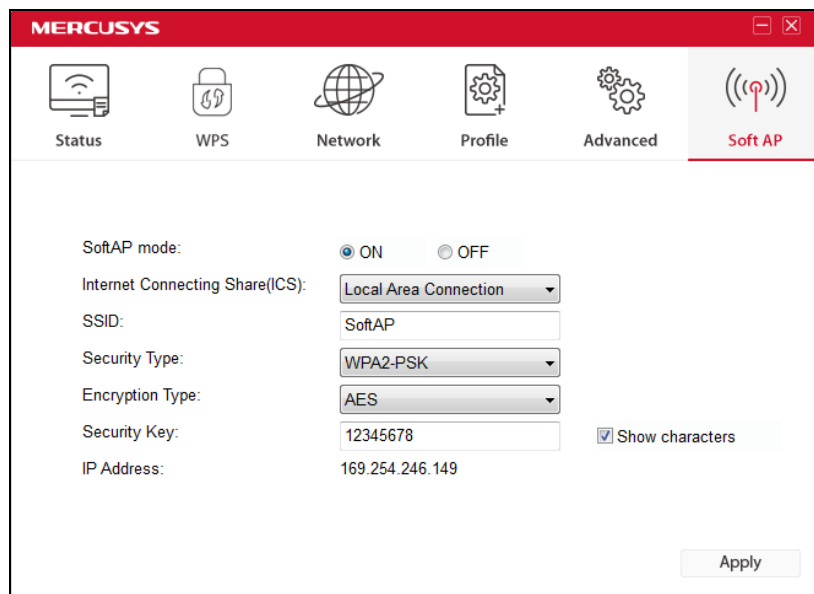 MERCUSYS
Status WPS Network Profile Advanced Soft AP
SoftAP mode: ON OFF
Internet Connecting Share(ICS): Local Area Connection
SSID: SoftAP
Security Type: WPA2-PSK
Encryption Type: AES
Security Key: 12345678 Show characters
IP Address: 169.254.246.149
Apply